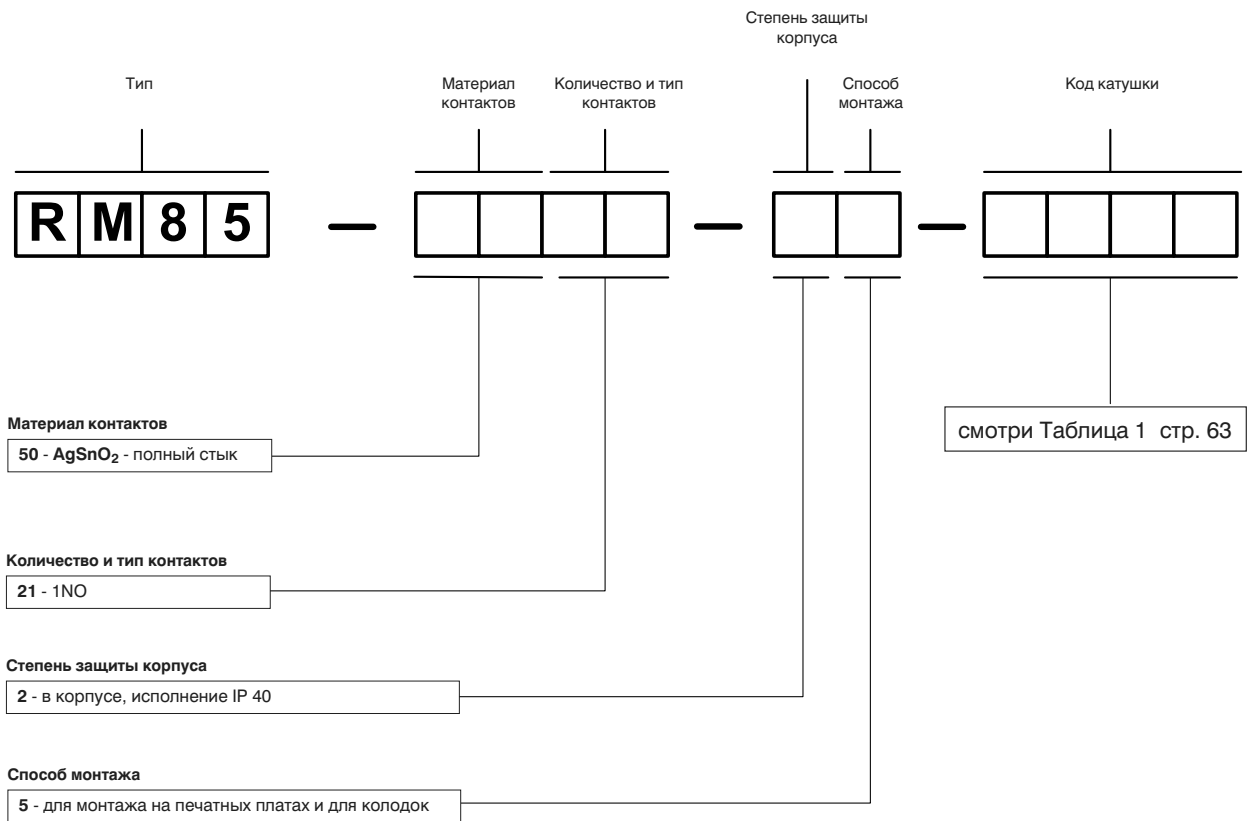 Степень защиты
корпуса
Тип
Материал
контактов
Количество и тип
контактов
Способ
монтажа
Код катушки
RM85 – –  –
Материал контактов
50 - AgSnO₂ - полный стык
смотри Таблица 1 стр. 63
Количество и тип контактов
21 - 1NO
Степень защиты корпуса
2 - в корпусе, исполнение IP 40
Способ монтажа
5 - для монтажа на печатных платах и для колодок